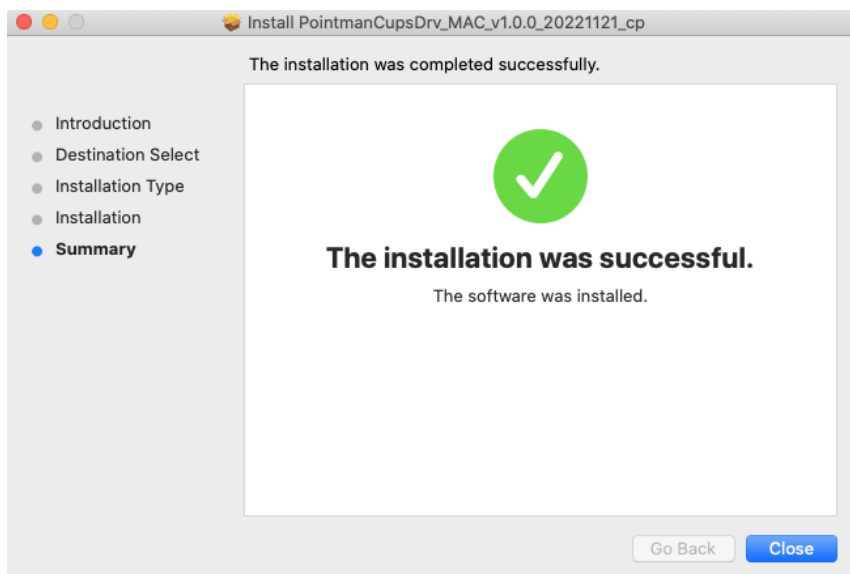 Install PointmanCupsDrv_MAC_v1.0.0_20221121_cp
The installation was completed successfully.
Introduction
Destination Select
Installation Type
Installation
Summary
The installation was successful.
The software was installed.
Go Back
Close